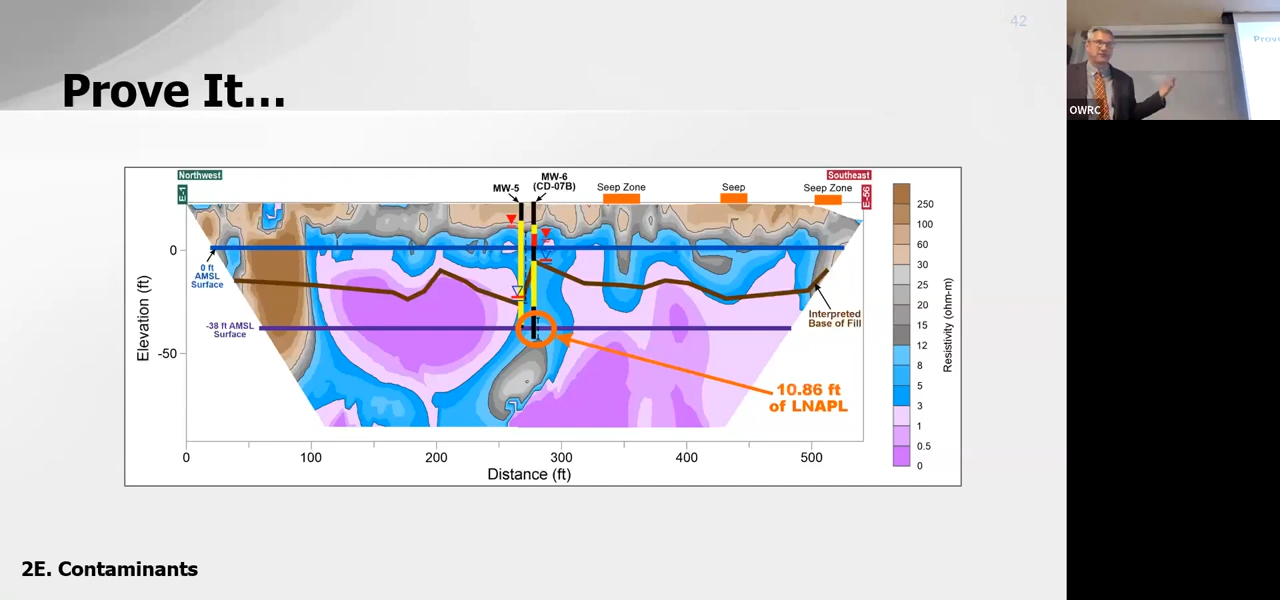 42
Prove It...
OWRC
Prov
Northwest
E-1
MW-5
MW-6
(CD-07B)
Seep Zone
Seep
Seep Zone
Southeast
E-56
0 ft
AMSL
Surface
-38 ft AMSL
Surface
Interpreted
Base of Fill
10.86 ft
of LNAPL
Elevation (ft)
0
-50
0
100
200
300
400
500
Distance (ft)
250
100
60
30
25
20
15
12
8
5
3
1
0.5
0
Resistivity (ohm-m)
2E. Contaminants